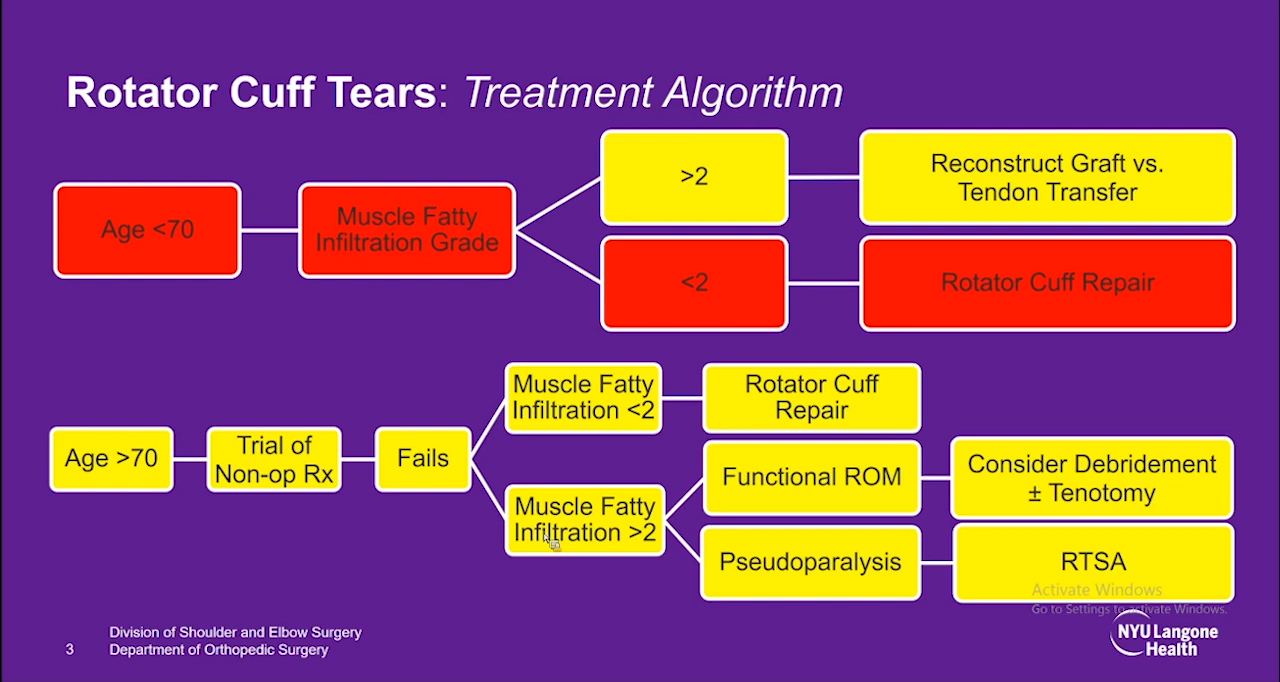 Rotator Cuff Tears: Treatment Algorithm
Age <70
Muscle Fatty
Infiltration Grade
>2
Reconstruct Graft vs.
Tendon Transfer
<2
Rotator Cuff Repair
Age >70
Trial of
Non-op Rx
Fails
Muscle Fatty
Infiltration <2
Rotator Cuff
Repair
Muscle Fatty
Infiltration >2
Functional ROM
Consider Debridement
± Tenotomy
Pseudoparalysis
RTSA
Activate Windows
Go to Settings to activate Windows.
3
Division of Shoulder and Elbow Surgery
Department of Orthopedic Surgery
NYU Langone
Health